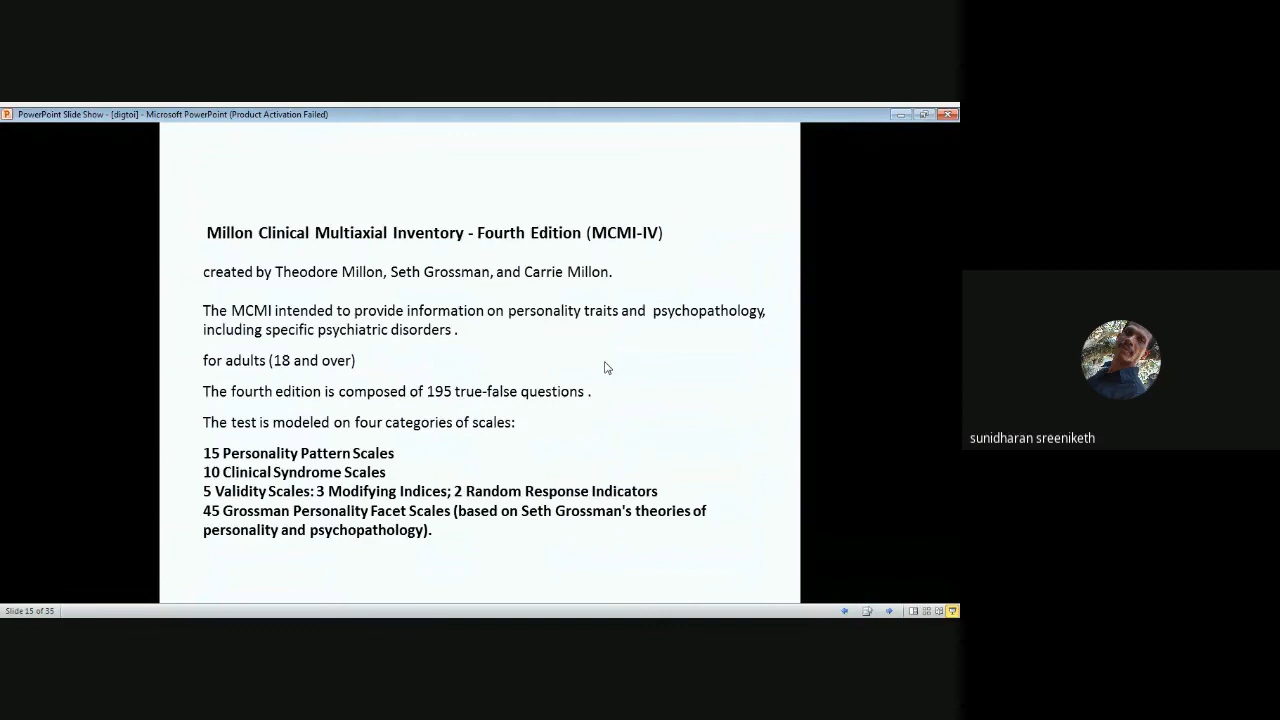 PowerPoint Slide Show - [digtoi] - Microsoft PowerPoint (Product Activation Failed)
Millon Clinical Multiaxial Inventory - Fourth Edition (MCMI-IV)
created by Theodore Millon, Seth Grossman, and Carrie Millon.
The MCMI intended to provide information on personality traits and psychopathology,
including specific psychiatric disorders .
for adults (18 and over)
The fourth edition is composed of 195 true-false questions .
The test is modeled on four categories of scales:
15 Personality Pattern Scales
10 Clinical Syndrome Scales
5 Validity Scales: 3 Modifying Indices; 2 Random Response Indicators
45 Grossman Personality Facet Scales (based on Seth Grossman's theories of
personality and psychopathology).
sunidharan sreeniketh
Slide 15 of 35